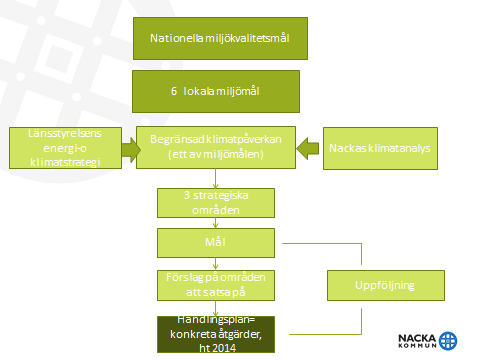 Nationella miljökvalitetsmål
6 lokala miljömål
Länsstyrelsens
energi-o
klimatstrategi
Begränsad klimatpåverkan
(ett av miljömålen)
Nackas klimatanalys
3 strategiska
områden
Mål
Förslag på områden
att satsa på
Uppföljning
Handlingsplan=
konkreta åtgärder,
ht 2014
NACKA
KOMMUN